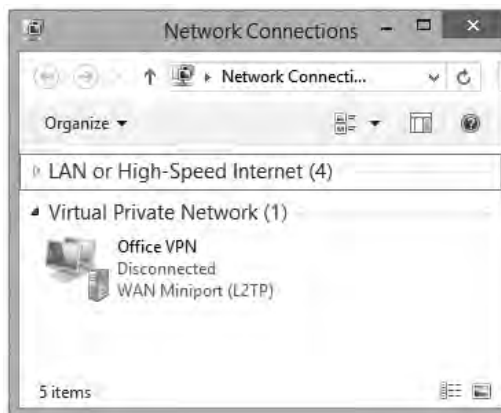 Network Connections
Network Connecti...
Organize
LAN or High-Speed Internet (4)
Virtual Private Network (1)
Office VPN
Disconnected
WAN Miniport (L2TP)
5 items